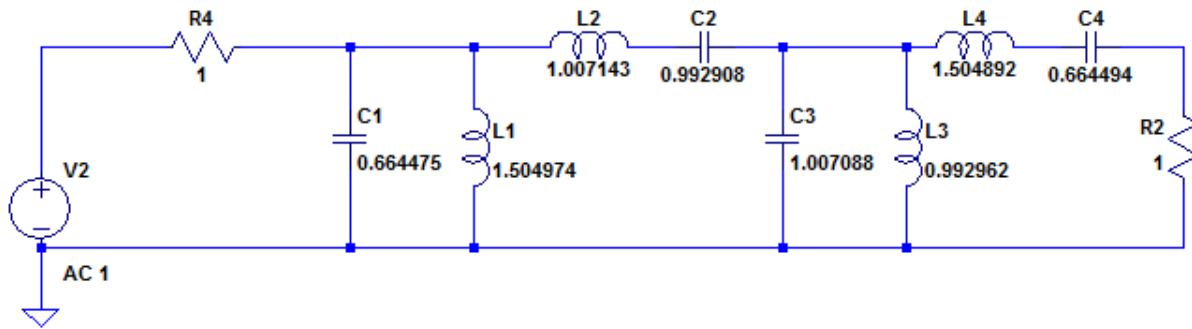 R4
1
L2
1.007143
C2
0.992908
L4
1.504892
C4
0.664494
C1
0.664475
L1
1.504974
C3
1.007088
L3
0.992962
R2
1
V2
+
−
AC 1